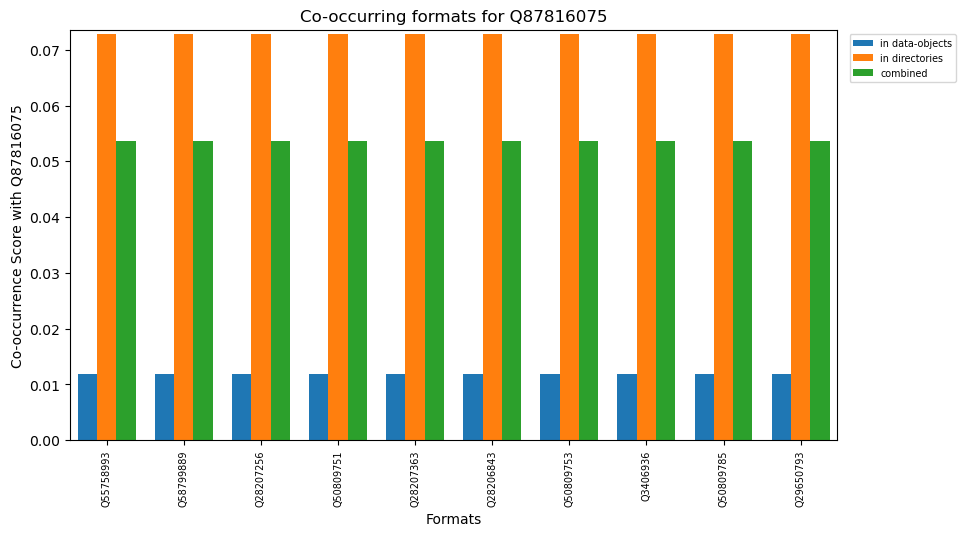 Co-occurring formats for Q87816075
in data-objects
in directories
combined
Co-occurrence Score with Q87816075
0.07
0.06
0.05
0.04
0.03
0.02
0.01
0.00
Q55758993
Q58799889
Q28207256
Q50809751
Q28207363
Q28206843
Q50809753
Q3406936
Q50809785
Q29650793
Formats